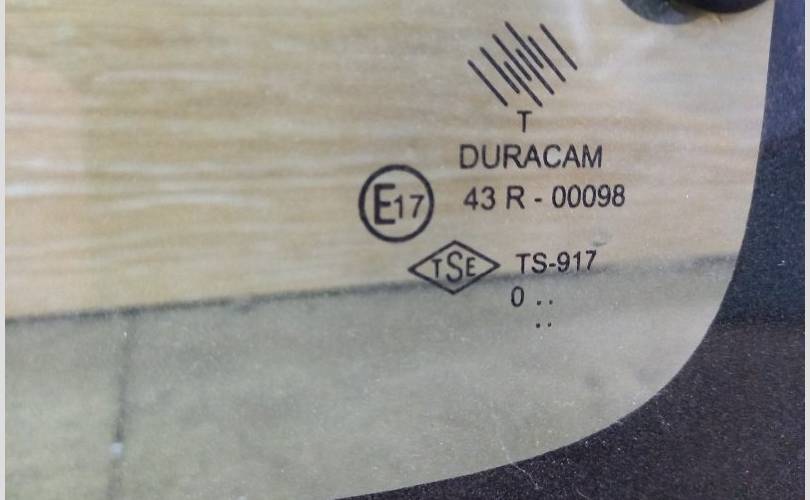 T
DURACAM
E17 43 R - 00098
TSE TS-917
0 ..
..